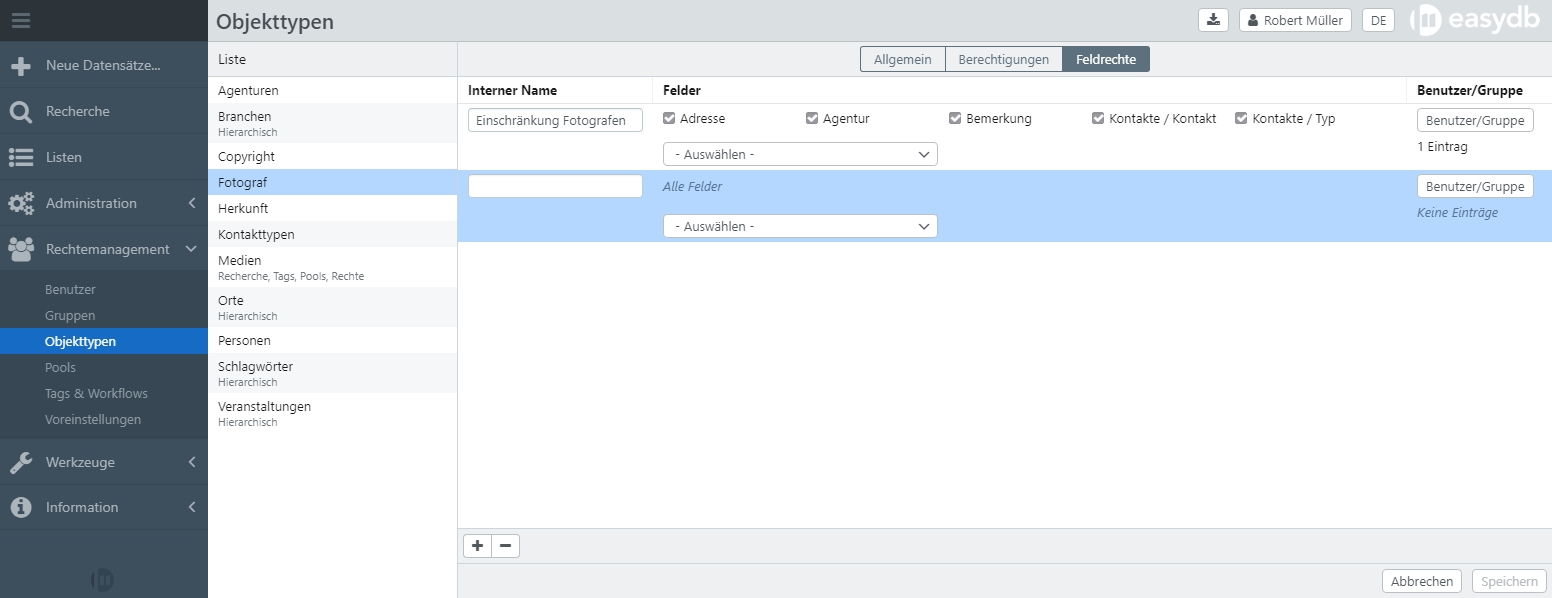 Objekttypen
Robert Müller
DE
easydb
Neue Datensätze...
Recherche
Listen
Administration
Rechtemanagement
Benutzer
Gruppen
Objekttypen
Pools
Tags & Workflows
Voreinstellungen
Werkzeuge
Information
Liste
Agenturen
Branchen
Hierarchisch
Copyright
Fotograf
Herkunft
Kontakttypen
Medien
Recherche, Tags, Pools, Rechte
Orte
Hierarchisch
Personen
Schlagwörter
Hierarchisch
Veranstaltungen
Hierarchisch
Allgemein Berechtigungen Feldrechte
Interner Name Felder Benutzer/Gruppe
Einschränkung Fotografen Adresse Agentur Bemerkung Kontakte / Kontakt Kontakte / Typ Benutzer/Gruppe
1 Eintrag
- Auswählen -
Alle Felder Benutzer/Gruppe
Keine Einträge
- Auswählen -
Abbrechen Speichern